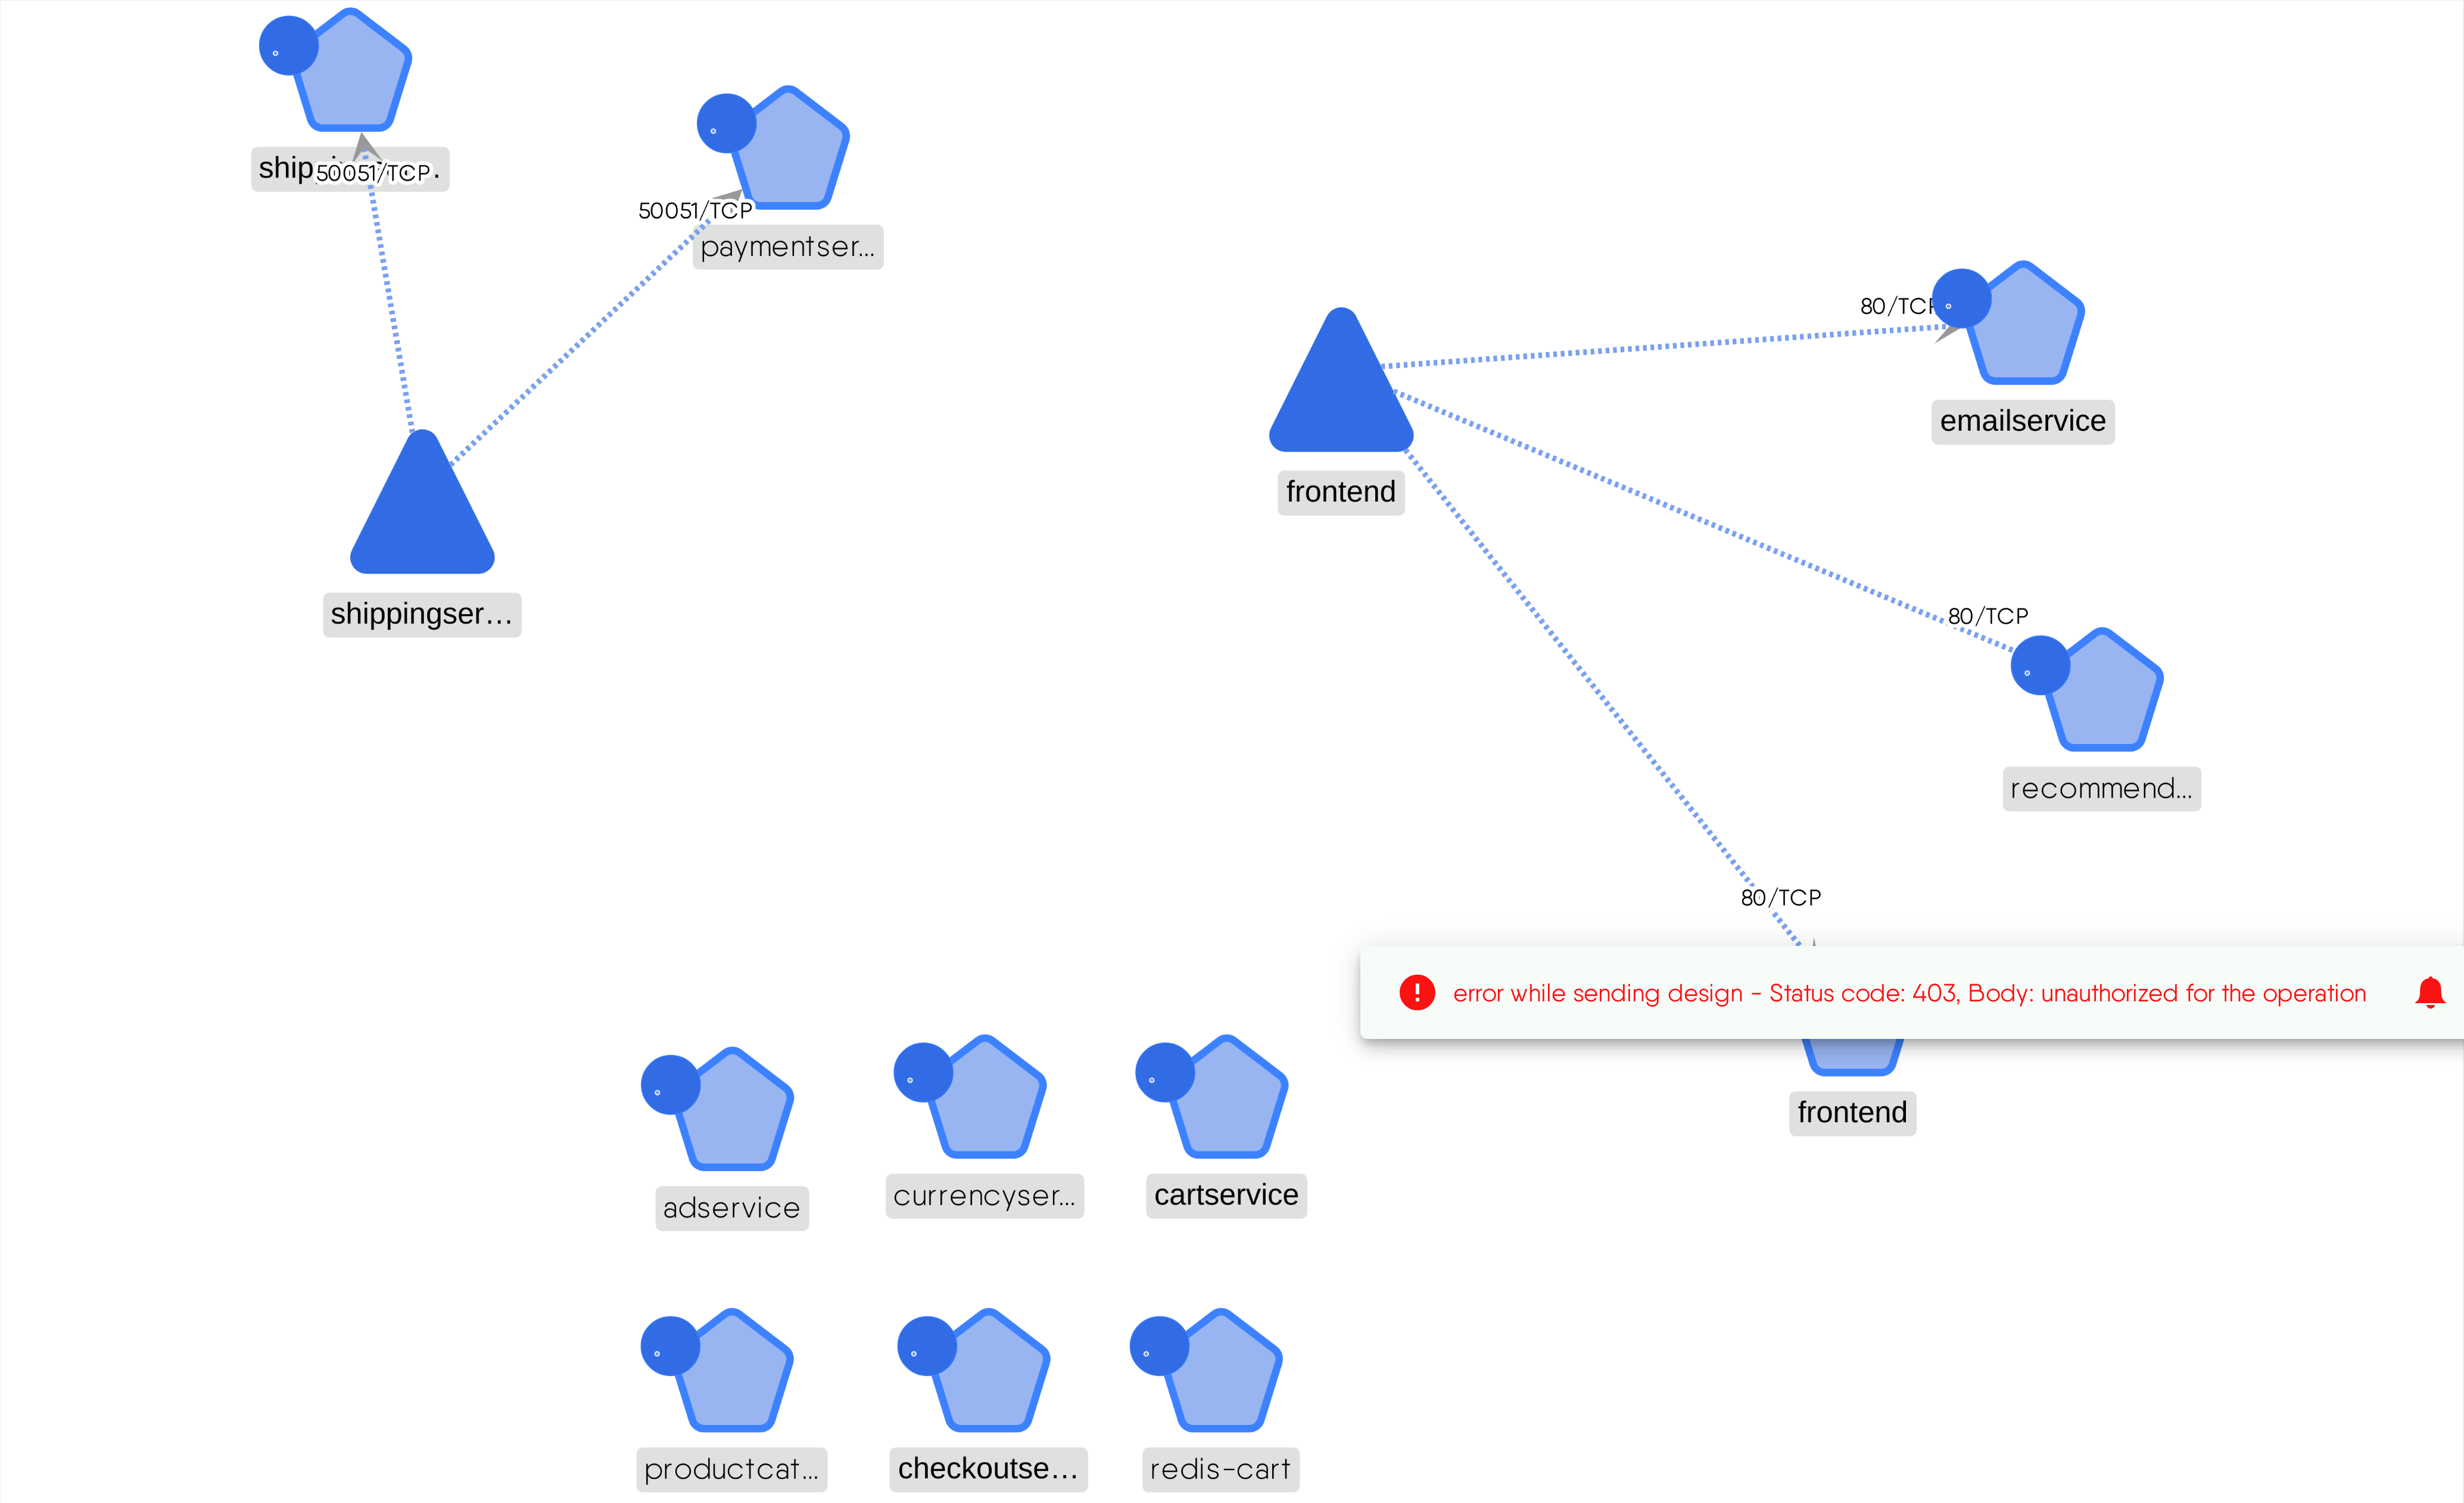 50051/TCP
50051/TCP
paymentser...
80/TCP
emailservice
frontend
shippingser...
80/TCP
recommend...
80/TCP
error while sending design - Status code: 403, Body: unauthorized for the operation
frontend
adservice
currencyser...
cartservice
productcat...
checkoutse...
redis-cart